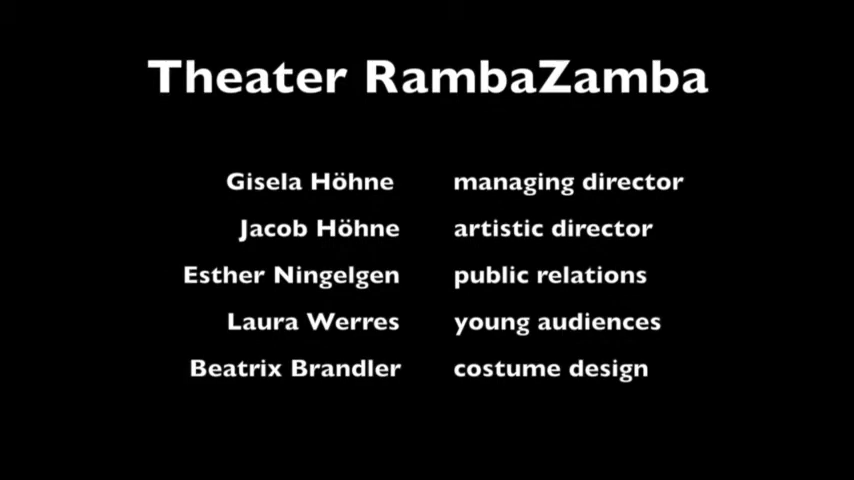 Theater RambaZamba
Gisela Höhne managing director
Jacob Höhne artistic director
Esther Ningelgen public relations
Laura Werres young audiences
Beatrix Brandler costume design